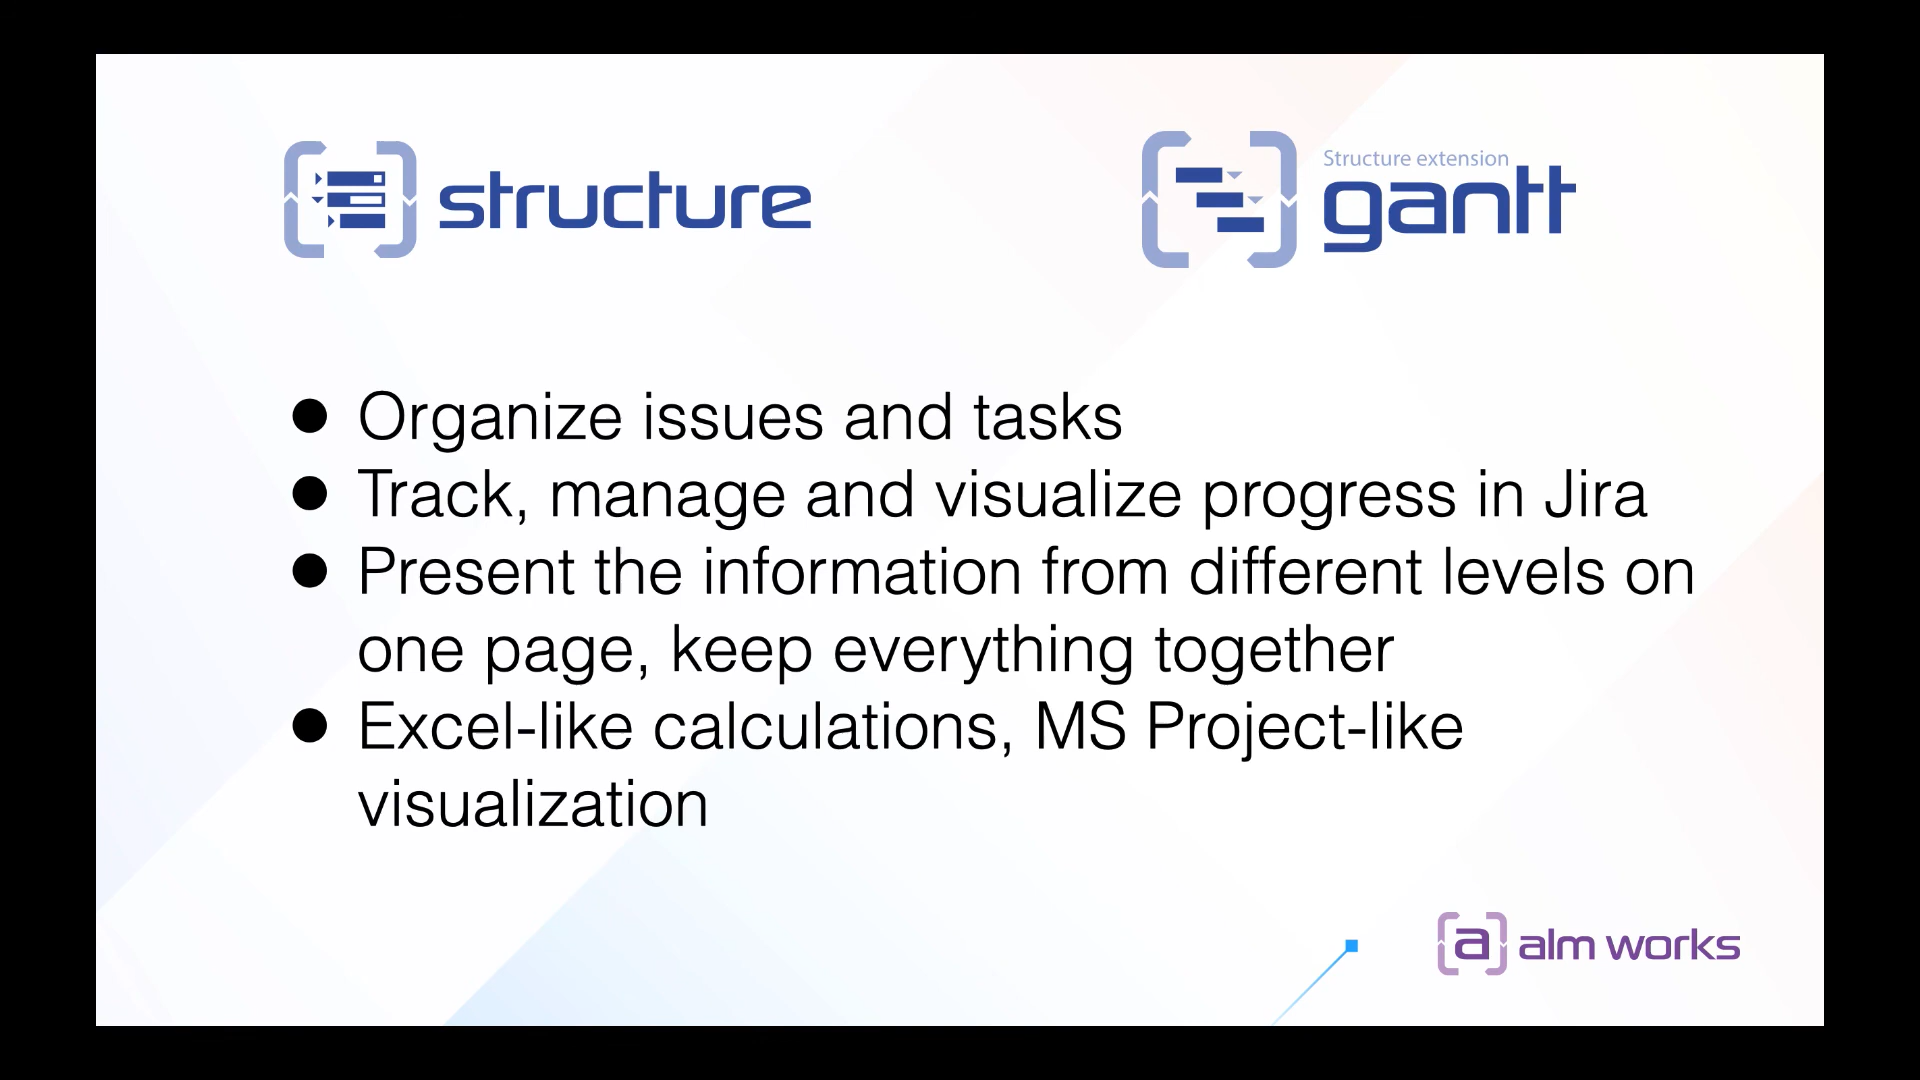 structure
Structure extension
gantt
● Organize issues and tasks
● Track, manage and visualize progress in Jira
● Present the information from different levels on
one page, keep everything together
● Excel-like calculations, MS Project-like
visualization
[a] alm works